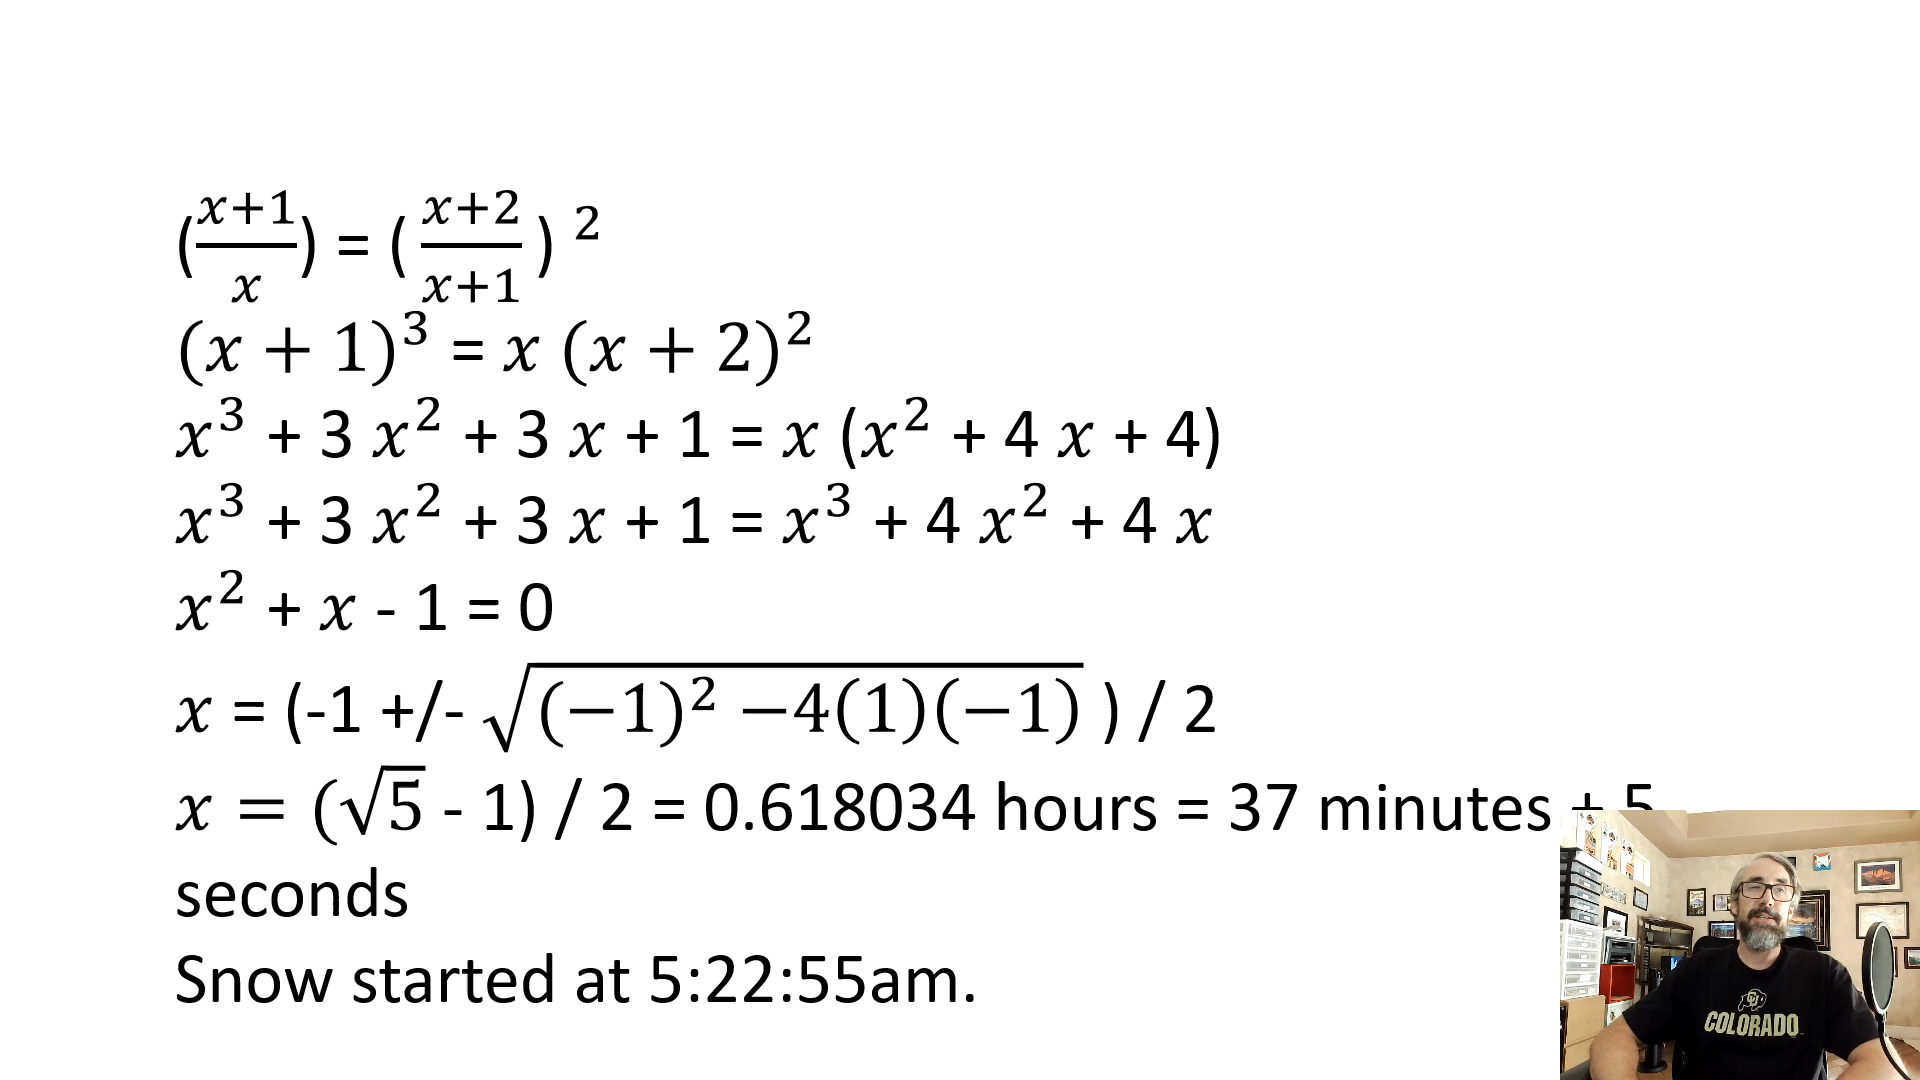 (x+1/x) = (x+2/x+1)²
(x + 1)³ = x (x + 2)²
x³ + 3 x² + 3 x + 1 = x (x² + 4 x + 4)
x³ + 3 x² + 3 x + 1 = x³ + 4 x² + 4 x
x² + x - 1 = 0
x = (-1 +/- √(−1)² −4(1)(−1) ) / 2
x = (√5 - 1) / 2 = 0.618034 hours = 37 minutes + 5
seconds
Snow started at 5:22:55am.
CU
COLORADO